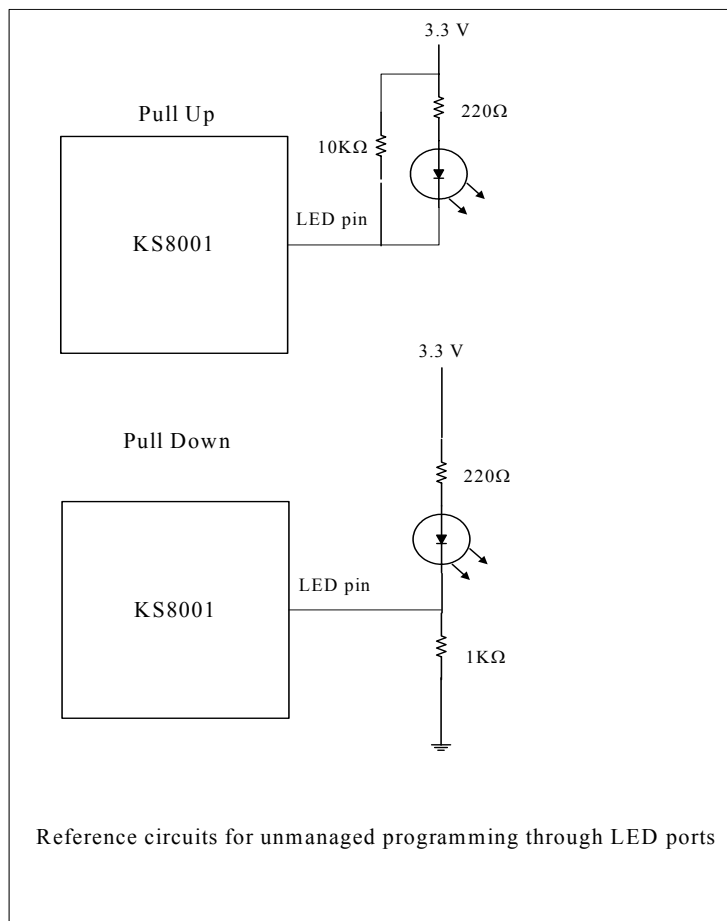 3.3 V
220Ω
Pull Up
10KΩ
LED pin
KS8001
3.3 V
Pull Down
220Ω
LED pin
KS8001
1KΩ
Reference circuits for unmanaged programming through LED ports